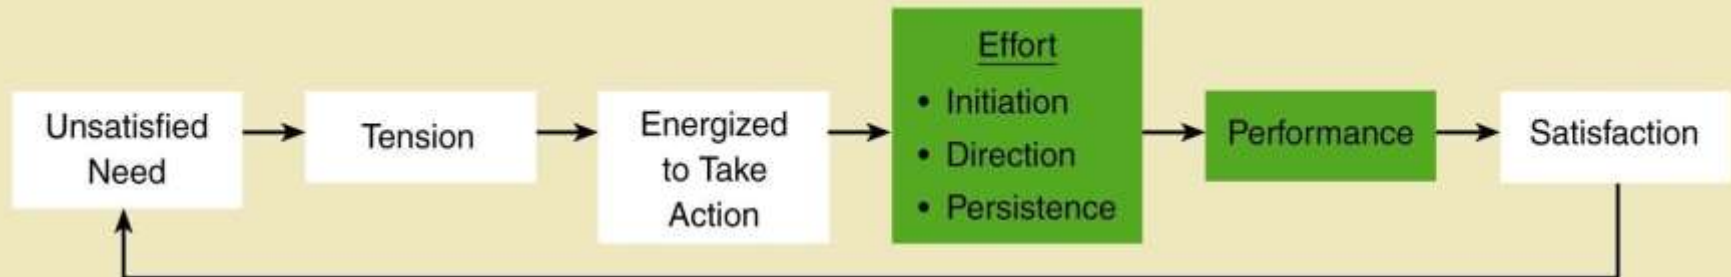 Unsatisfied
Need
Tension
Energized
to Take
Action
Effort
• Initiation
• Direction
• Persistence
Performance
Satisfaction